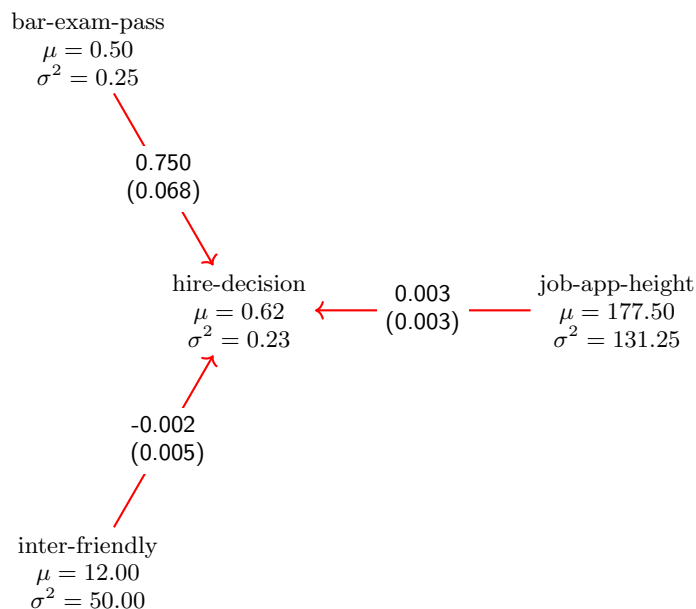 bar-exam-pass
μ = 0.50
σ² = 0.25
0.750
(0.068)
hire-decision
μ = 0.62
σ² = 0.23
0.003
(0.003)
job-app-height
μ = 177.50
σ² = 131.25
-0.002
(0.005)
inter-friendly
μ = 12.00
σ² = 50.00